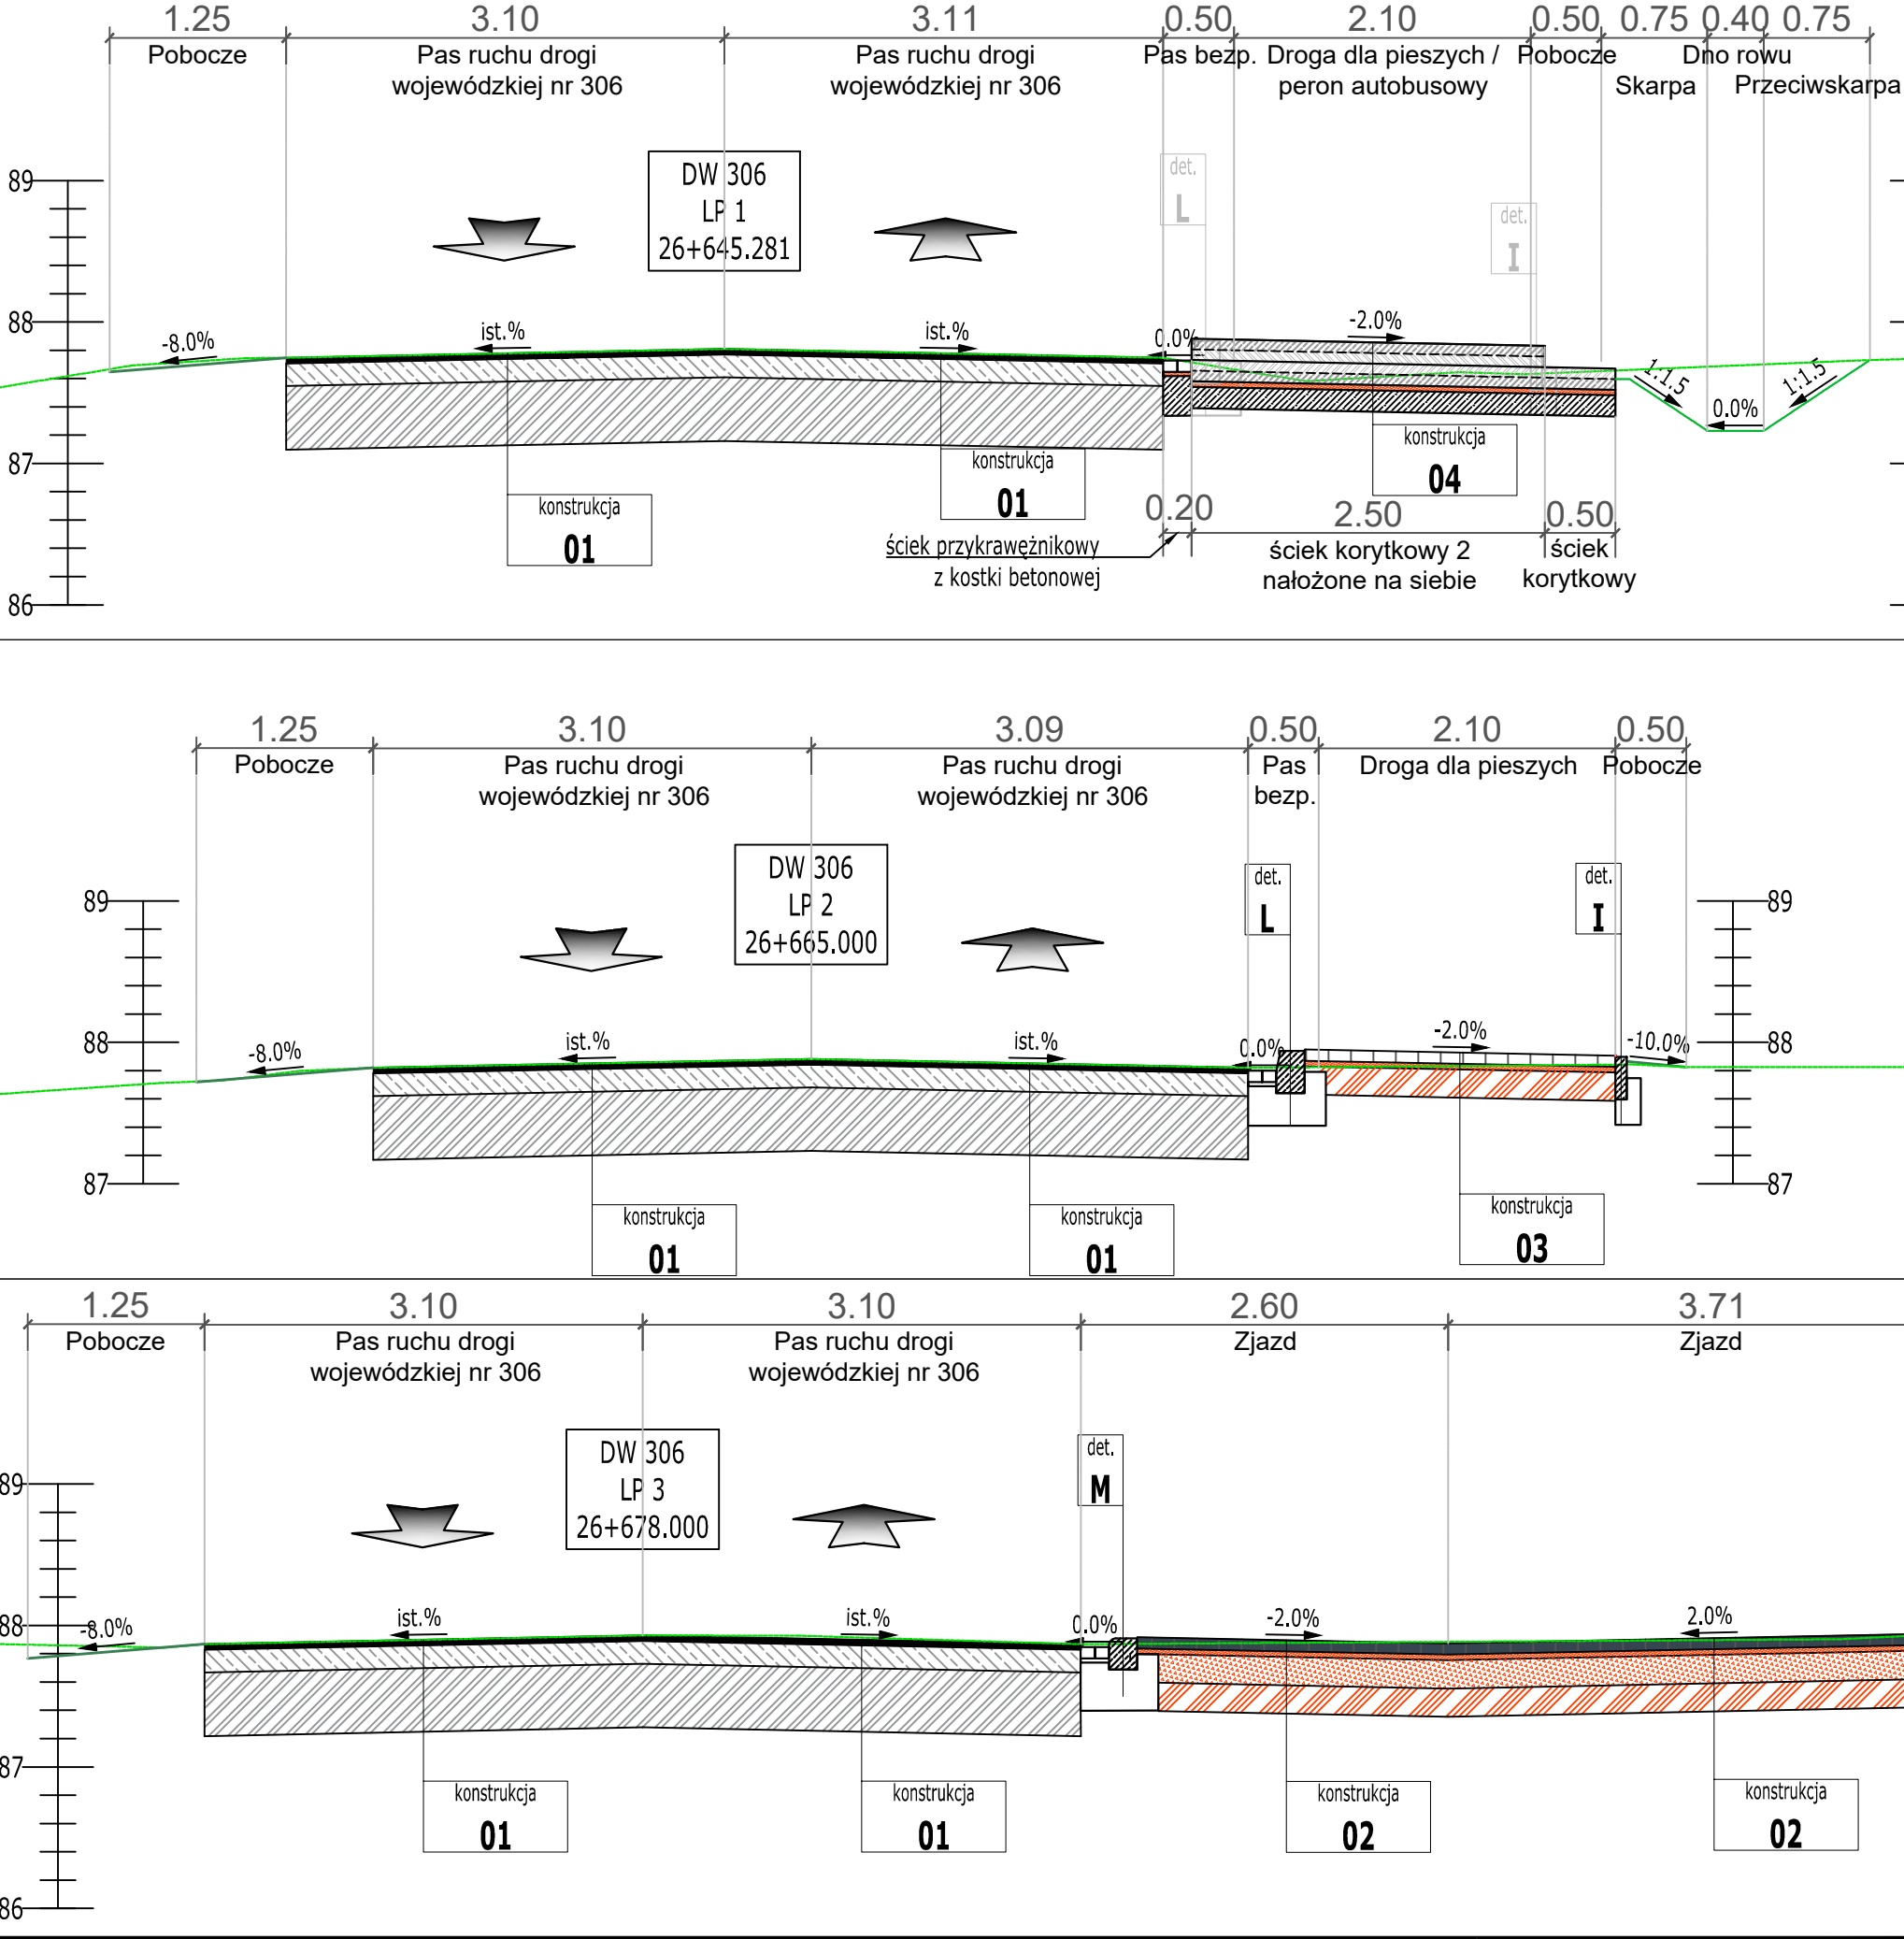 1.25 3.10 3.11 0.50 2.10 0.50 0.75 0.40 0.75
Pobocze Pas ruchu drogi Pas ruchu drogi Pas bezp. Droga dla pieszych / Pobocze Dno rowu
wojewódzkiej nr 306 wojewódzkiej nr 306 peron autobusowy Skarpa Przeciwskarpa
DW 306
LP 1
26+645.281
det.
L
det.
I
89
88
87
86
-8.0% ist.% ist.% 0.0% -2.0% 1:1.5 0.0% 1:1.5
konstrukcja
01
konstrukcja
01
konstrukcja
04
0.20 2.50 0.50
ściek przykrawężnikowy
z kostki betonowej
ściek korytkowy 2
nałożone na siebie
ściek
korytkowy
1.25 3.10 3.09 0.50 2.10 0.50
Pobocze Pas ruchu drogi Pas ruchu drogi Pas Droga dla pieszych Pobocze
wojewódzkiej nr 306 wojewódzkiej nr 306 bezp.
DW 306
LP 2
26+665.000
det.
L
det.
I
89 89
88 88
87 87
-8.0% ist.% ist.% 0.0% -2.0% -10.0%
konstrukcja
01
konstrukcja
01
konstrukcja
03
1.25 3.10 3.10 2.60 3.71
Pobocze Pas ruchu drogi Pas ruchu drogi Zjazd Zjazd
wojewódzkiej nr 306 wojewódzkiej nr 306
DW 306
LP 3
26+678.000
det.
M
89
88
87
86
-8.0% ist.% ist.% 0.0% -2.0% 2.0%
konstrukcja
01
konstrukcja
01
konstrukcja
02
konstrukcja
02